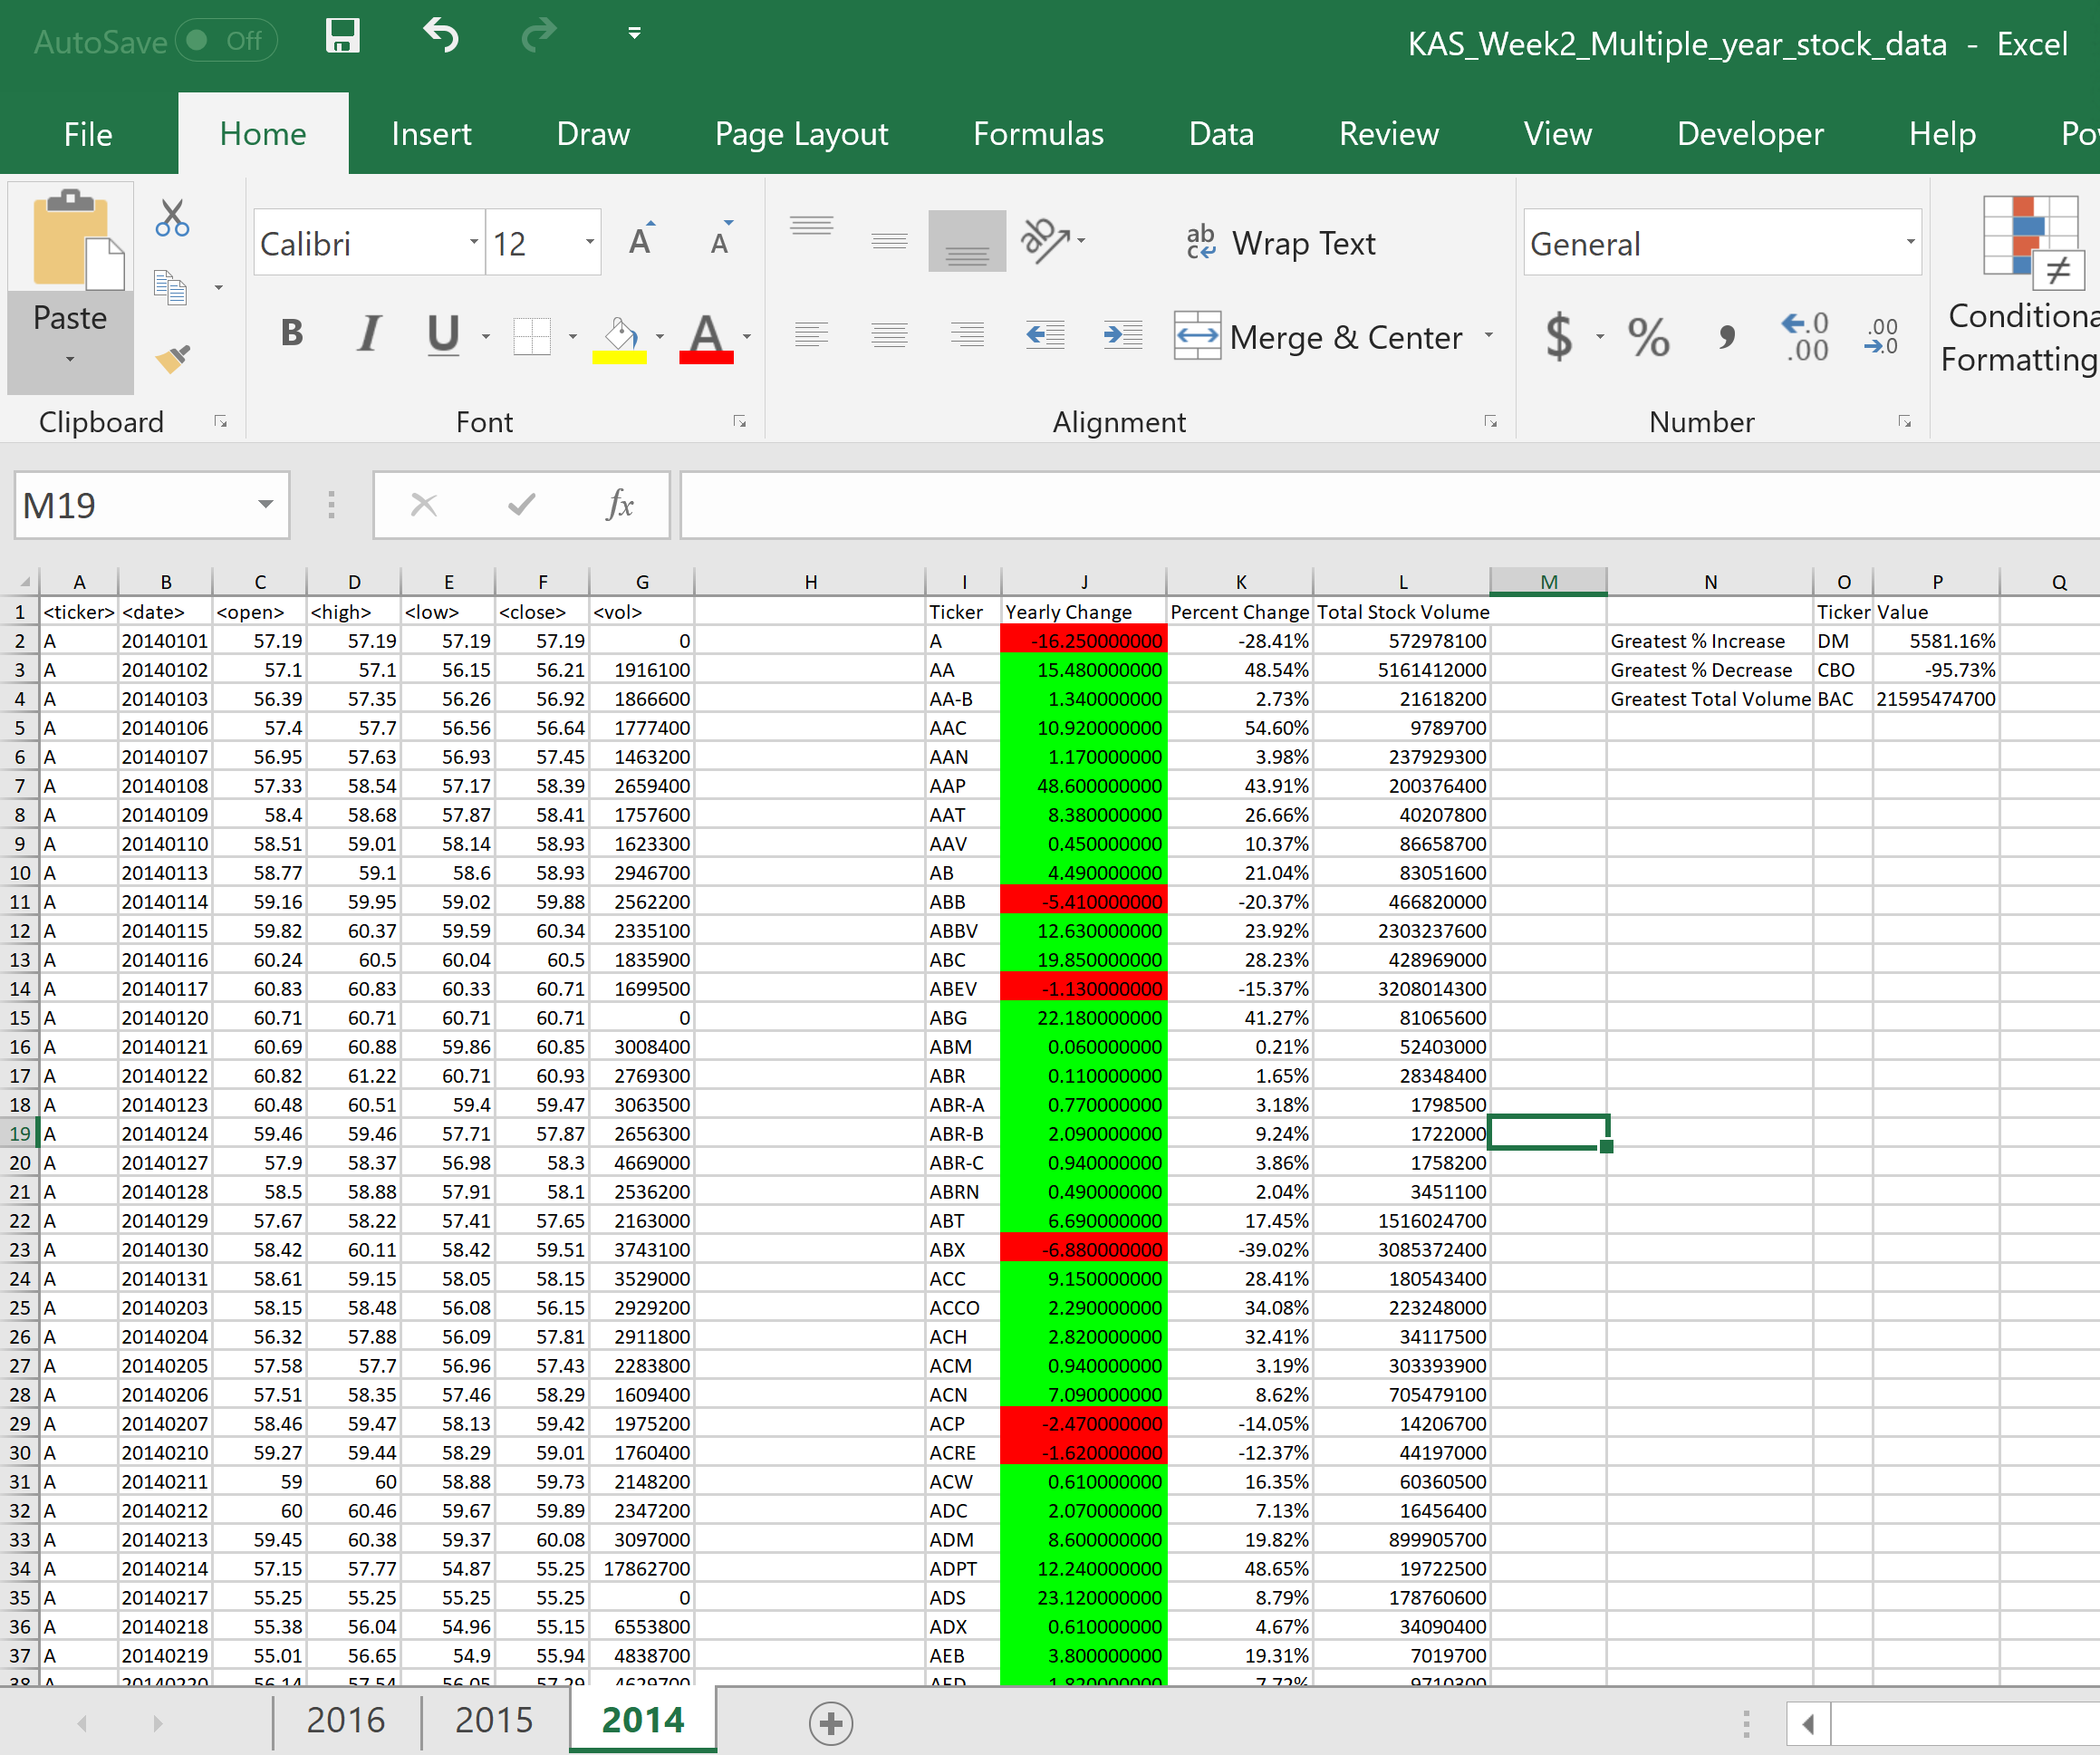 AutoSave Off KAS_Week2_Multiple_year_stock_data - Excel
File Home Insert Draw Page Layout Formulas Data Review View Developer Help
Paste Calibri 12 A A ab Wrap Text General
B I U A Merge & Center $ % , Formatting
Clipboard Font Alignment Number
M19 fx
A B C D E F G H I J K L M N O P Q
1 <ticker> <date> <open> <high> <low> <close> <vol> Ticker Yearly Change Percent Change Total Stock Volume Ticker Value
2 A 20140101 57.19 57.19 57.19 57.19 0 A -16.250000000 -28.41% 572978100 Greatest % Increase DM 5581.16%
3 A 20140102 57.1 57.1 56.15 56.21 1916100 AA 15.480000000 48.54% 5161412000 Greatest % Decrease CBO -95.73%
4 A 20140103 56.39 57.35 56.26 56.92 1866600 AA-B 1.340000000 2.73% 21618200 Greatest Total Volume BAC 21595474700
5 A 20140106 57.4 57.7 56.56 56.64 1777400 AAC 10.920000000 54.60% 9789700
6 A 20140107 56.95 57.63 56.93 57.45 1463200 AAN 1.170000000 3.98% 237929300
7 A 20140108 57.33 58.54 57.17 58.39 2659400 AAP 48.600000000 43.91% 200376400
8 A 20140109 58.4 58.68 57.87 58.41 1757600 AAT 8.380000000 26.66% 40207800
9 A 20140110 58.51 59.01 58.14 58.93 1623300 AAV 0.450000000 10.37% 86658700
10 A 20140113 58.77 59.1 58.6 58.93 2946700 AB 4.490000000 21.04% 83051600
11 A 20140114 59.16 59.95 59.02 59.88 2562200 ABB -5.410000000 -20.37% 466820000
12 A 20140115 59.82 60.37 59.59 60.34 2335100 ABBV 12.630000000 23.92% 2303237600
13 A 20140116 60.24 60.5 60.04 60.5 1835900 ABC 19.850000000 28.23% 428969000
14 A 20140117 60.83 60.83 60.33 60.71 1699500 ABEV -1.130000000 -15.37% 3208014300
15 A 20140120 60.71 60.71 60.71 60.71 0 ABG 22.180000000 41.27% 81065600
16 A 20140121 60.69 60.88 59.86 60.85 3008400 ABM 0.060000000 0.21% 52403000
17 A 20140122 60.82 61.22 60.71 60.93 2769300 ABR 0.110000000 1.65% 28348400
18 A 20140123 60.48 60.51 59.4 59.47 3063500 ABR-A 0.770000000 3.18% 1798500
19 A 20140124 59.46 59.46 57.71 57.87 2656300 ABR-B 2.090000000 9.24% 1722000
20 A 20140127 57.9 58.37 56.98 58.3 4669000 ABR-C 0.940000000 3.86% 1758200
21 A 20140128 58.5 58.88 57.91 58.1 2536200 ABRN 0.490000000 2.04% 3451100
22 A 20140129 57.67 58.22 57.41 57.65 2163000 ABT 6.690000000 17.45% 1516024700
23 A 20140130 58.42 60.11 58.42 59.51 3743100 ABX -6.880000000 -39.02% 3085372400
24 A 20140131 58.61 59.15 58.05 58.15 3529000 ACC 9.150000000 28.41% 180543400
25 A 20140203 58.15 58.48 56.08 56.15 2929200 ACCO 2.290000000 34.08% 223248000
26 A 20140204 56.32 57.88 56.09 57.81 2911800 ACH 2.820000000 32.41% 34117500
27 A 20140205 57.58 57.7 56.96 57.43 2283800 ACM 0.940000000 3.19% 303393900
28 A 20140206 57.51 58.35 57.46 58.29 1609400 ACN 7.090000000 8.62% 705479100
29 A 20140207 58.46 59.47 58.13 59.42 1975200 ACP -2.470000000 -14.05% 14206700
30 A 20140210 59.27 59.44 58.29 59.01 1760400 ACRE -1.620000000 -12.37% 44197000
31 A 20140211 59 60 58.88 59.73 2148200 ACW 0.610000000 16.35% 60360500
32 A 20140212 60 60.46 59.67 59.89 2347200 ADC 2.070000000 7.13% 16456400
33 A 20140213 59.45 60.38 59.37 60.08 3097000 ADM 8.600000000 19.82% 899905700
34 A 20140214 57.15 57.77 54.87 55.25 17862700 ADPT 12.240000000 48.65% 19722500
35 A 20140217 55.25 55.25 55.25 55.25 0 ADS 23.120000000 8.79% 178760600
36 A 20140218 55.38 56.04 54.96 55.15 6553800 ADX 0.610000000 4.67% 34090400
37 A 20140219 55.01 56.65 54.9 55.94 4838700 AEB 3.800000000 19.31% 7019700
2016 2015 2014